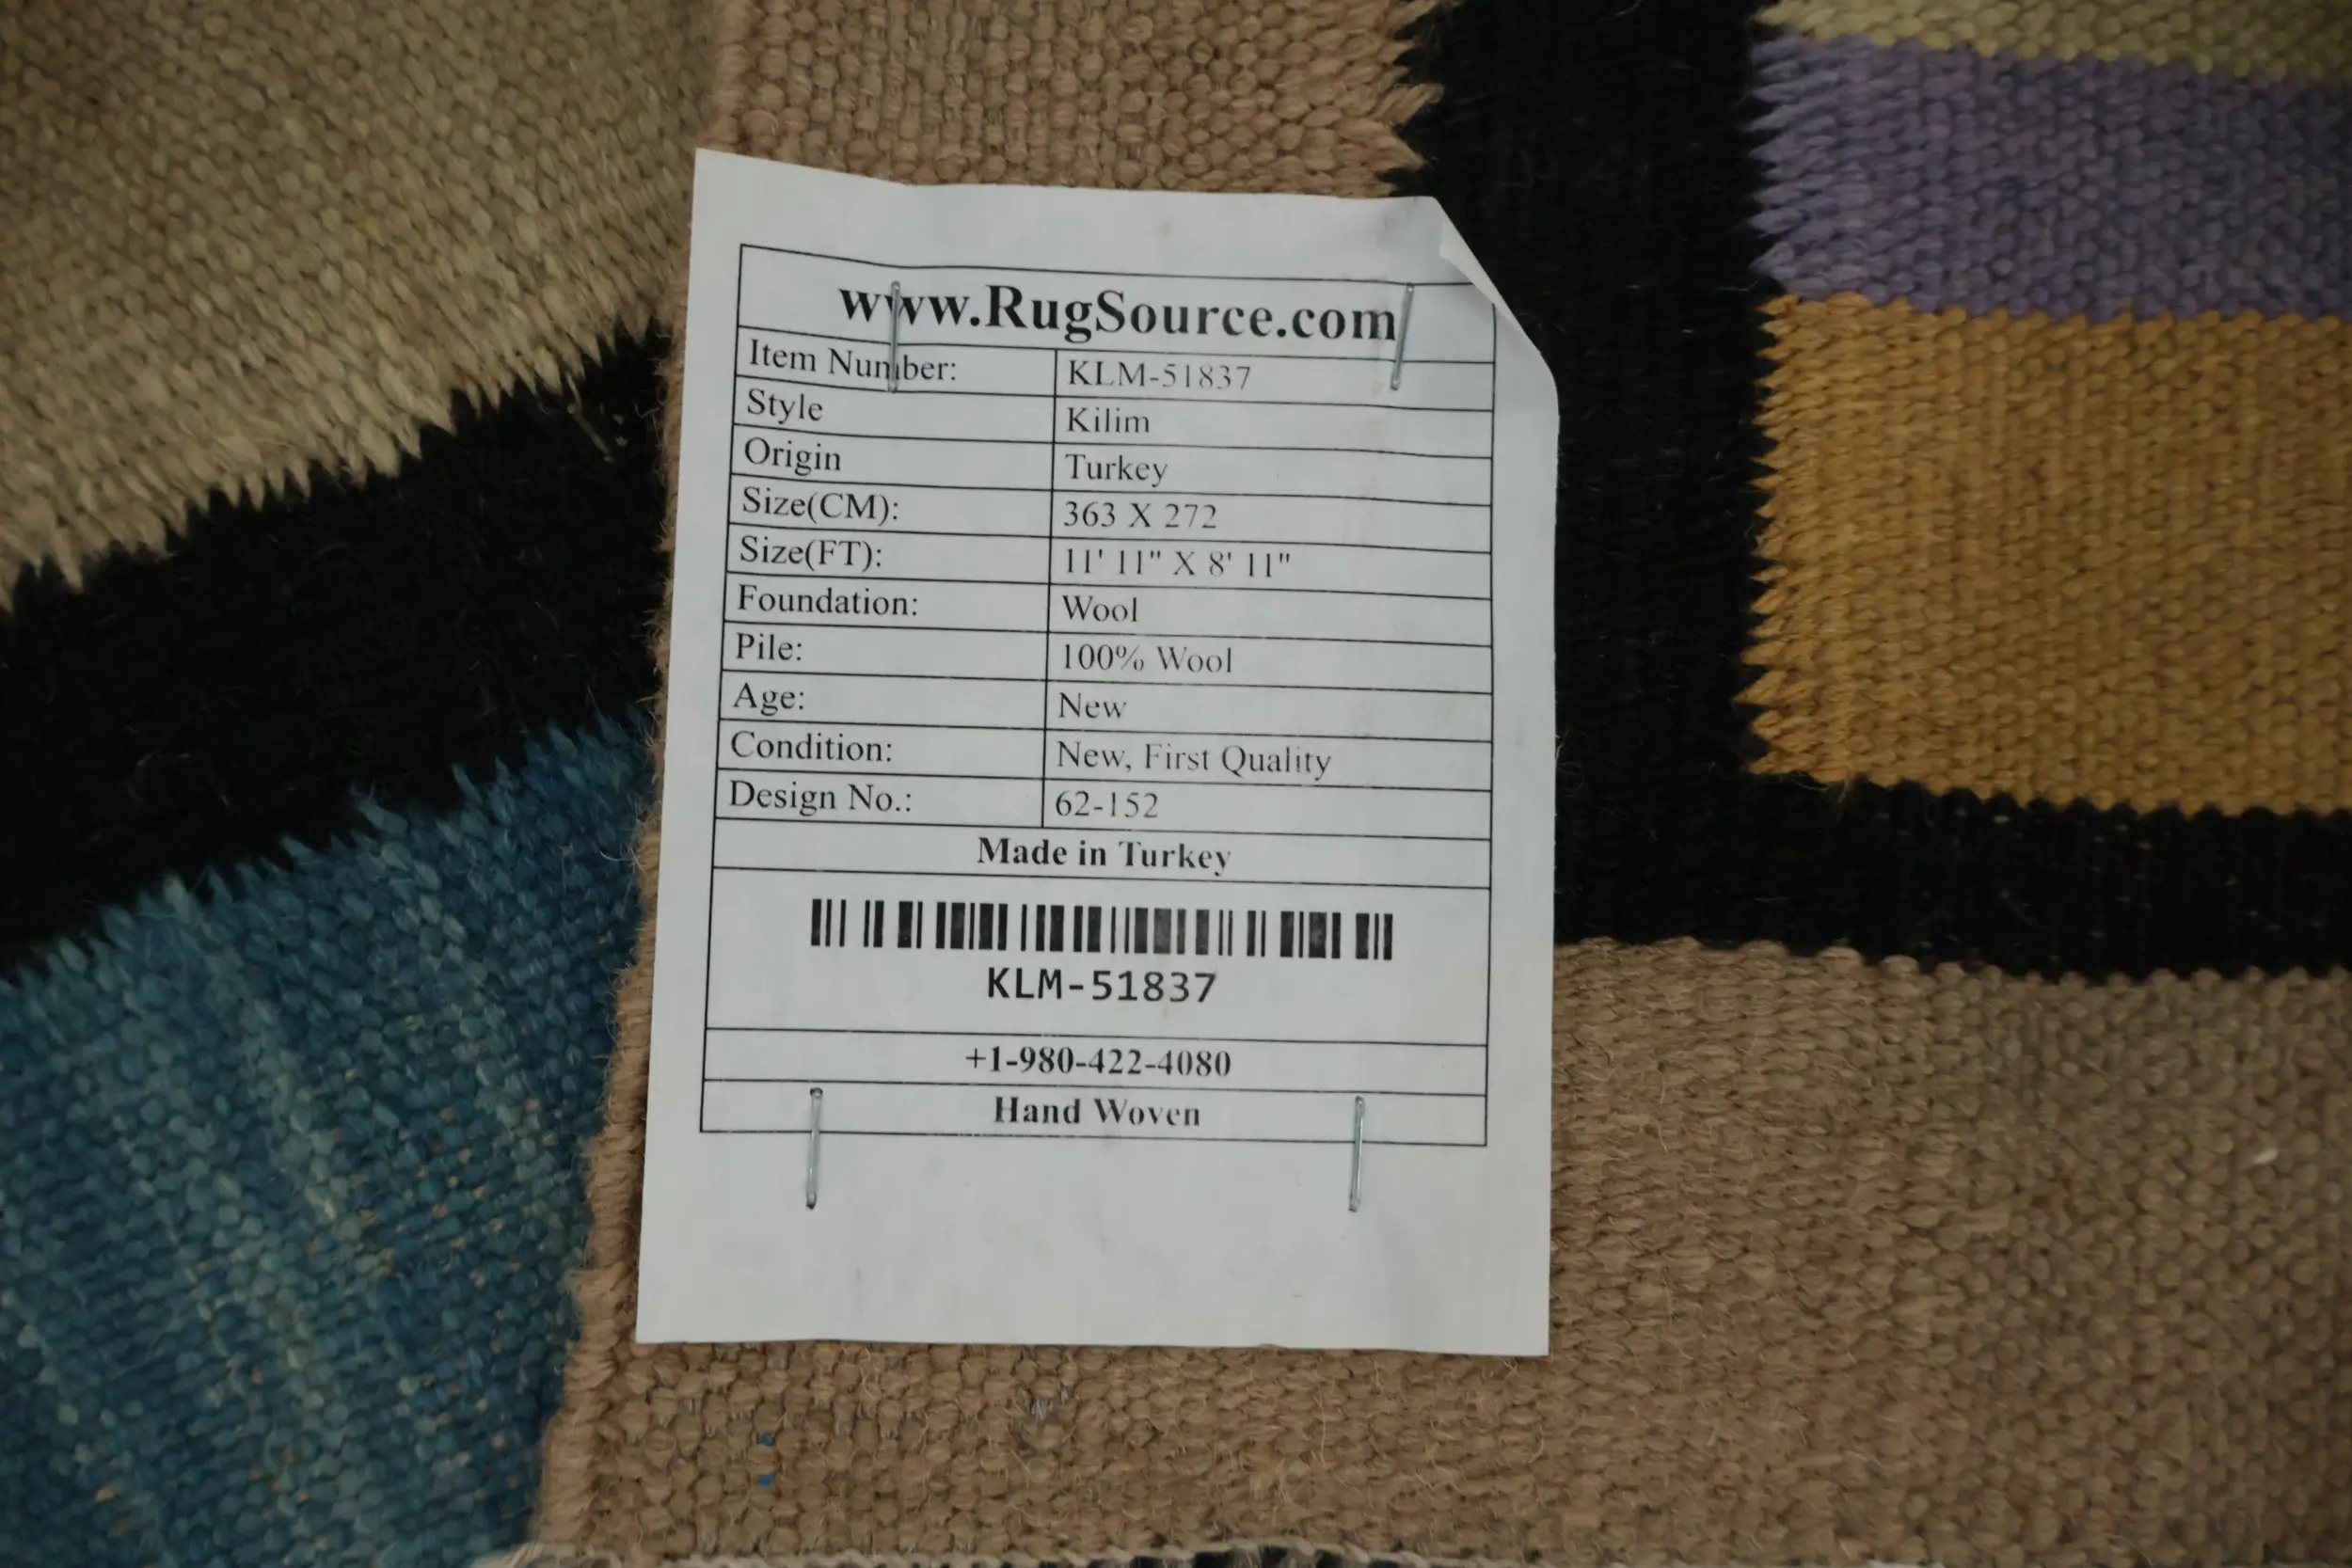 www.RugSource.com
Item Number: KLM-51837
Style Kilim
Origin Turkey
Size(CM): 363 X 272
Size(FT): 11' 11" X 8' 11"
Foundation: Wool
Pile: 100% Wool
Age: New
Condition: New, First Quality
Design No.: 62-152
Made in Turkey
KLM-51837
+1-980-422-4080
Hand Woven